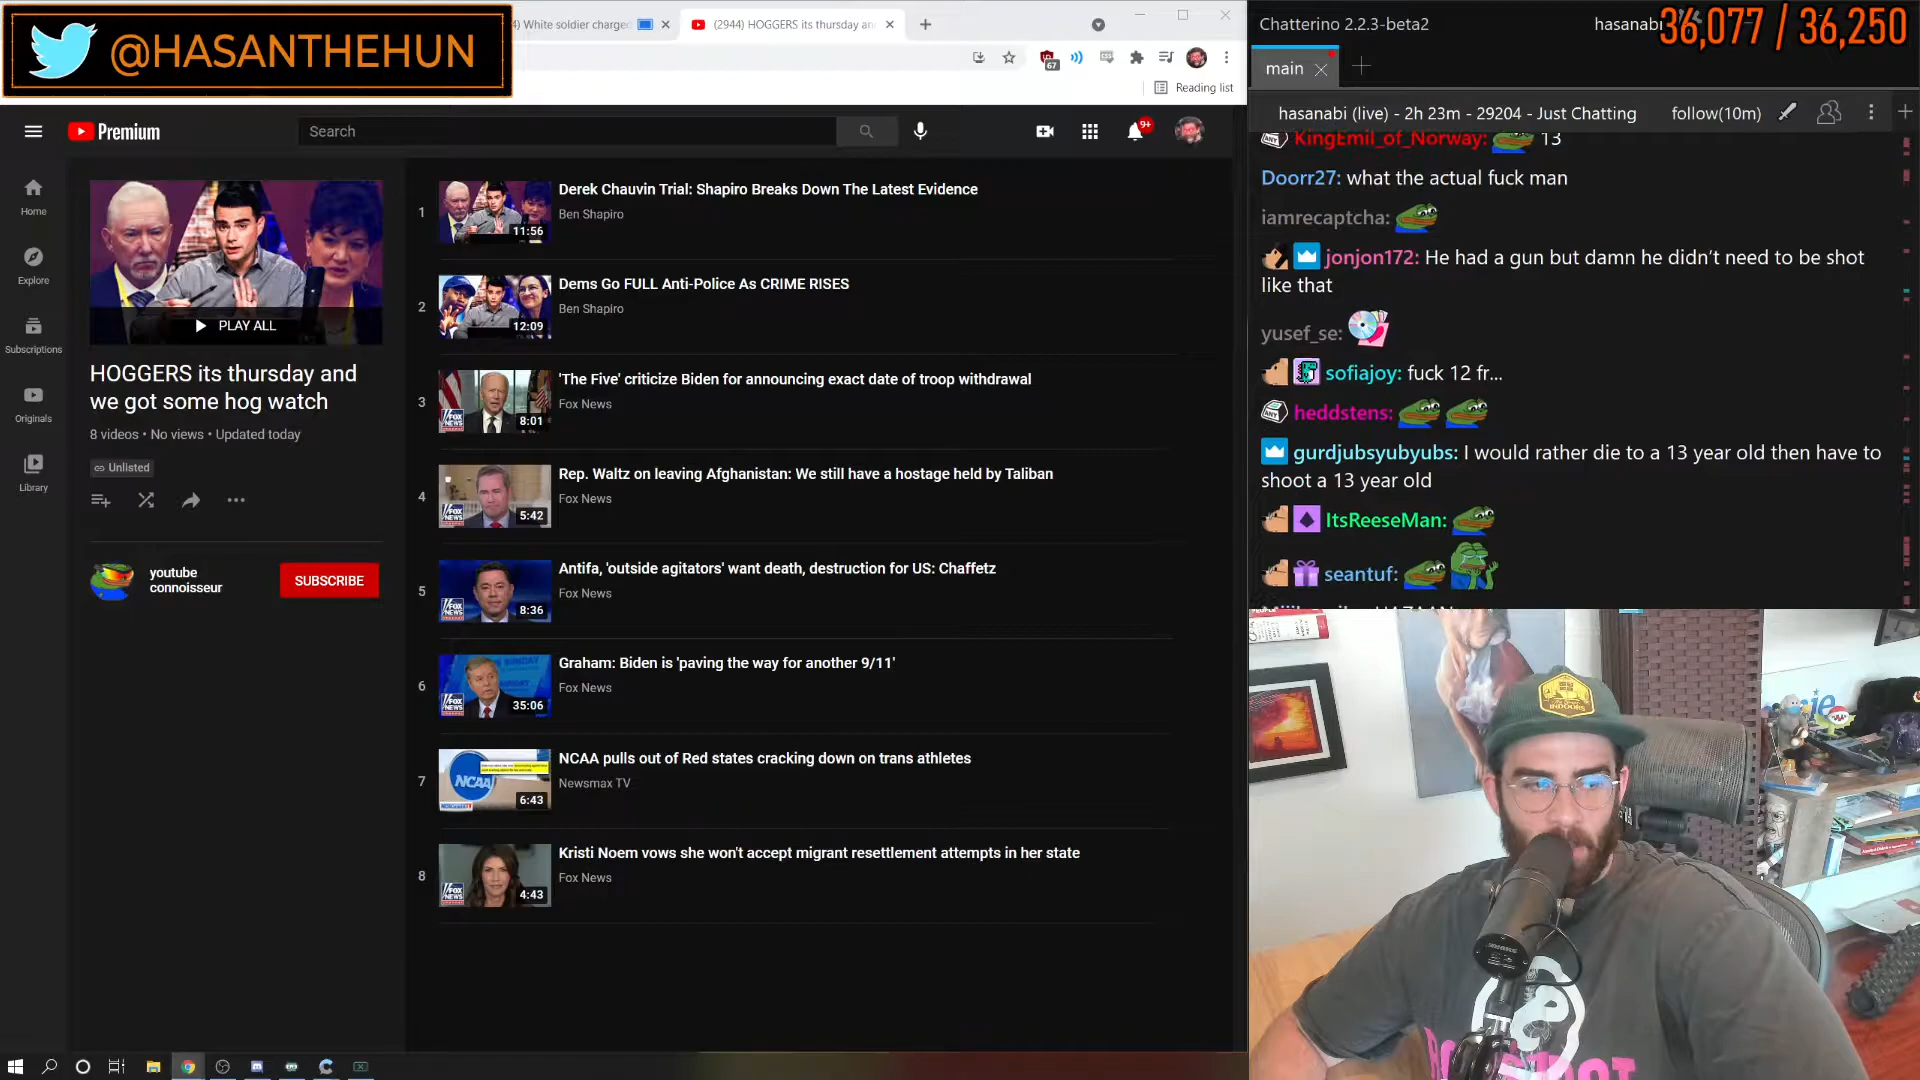 @HASANTHEHUN
) White soldier charged
(2944) HOGGERS its thursday an
67
Reading list
Premium
Search
9+
Home
Explore
Subscriptions
Originals
Library
PLAY ALL
HOGGERS its thursday and
we got some hog watch
8 videos • No views • Updated today
Unlisted
youtube
connoisseur
SUBSCRIBE
1
11:56
Derek Chauvin Trial: Shapiro Breaks Down The Latest Evidence
Ben Shapiro
2
12:09
Dems Go FULL Anti-Police As CRIME RISES
Ben Shapiro
3
8:01
'The Five' criticize Biden for announcing exact date of troop withdrawal
Fox News
4
5:42
Rep. Waltz on leaving Afghanistan: We still have a hostage held by Taliban
Fox News
5
8:36
Antifa, 'outside agitators' want death, destruction for US: Chaffetz
Fox News
6
35:06
Graham: Biden is 'paving the way for another 9/11'
Fox News
7
NCAA
6:43
NCAA pulls out of Red states cracking down on trans athletes
Newsmax TV
8
4:43
Kristi Noem vows she won't accept migrant resettlement attempts in her state
Fox News
Chatterino 2.2.3-beta2
hasanabi
36,077 / 36,250
main
hasanabi (live) - 2h 23m - 29204 - Just Chatting
follow(10m)
KingEmil_of_Norway: 13
Doorr27: what the actual fuck man
iamrecaptcha:
jonjon172: He had a gun but damn he didn't need to be shot
like that
yusef_se:
sofiajoy: fuck 12 fr...
heddstens:
gurdjubsyubyubs: I would rather die to a 13 year old then have to
shoot a 13 year old
ItsReeseMan:
seantuf:
INDOORS